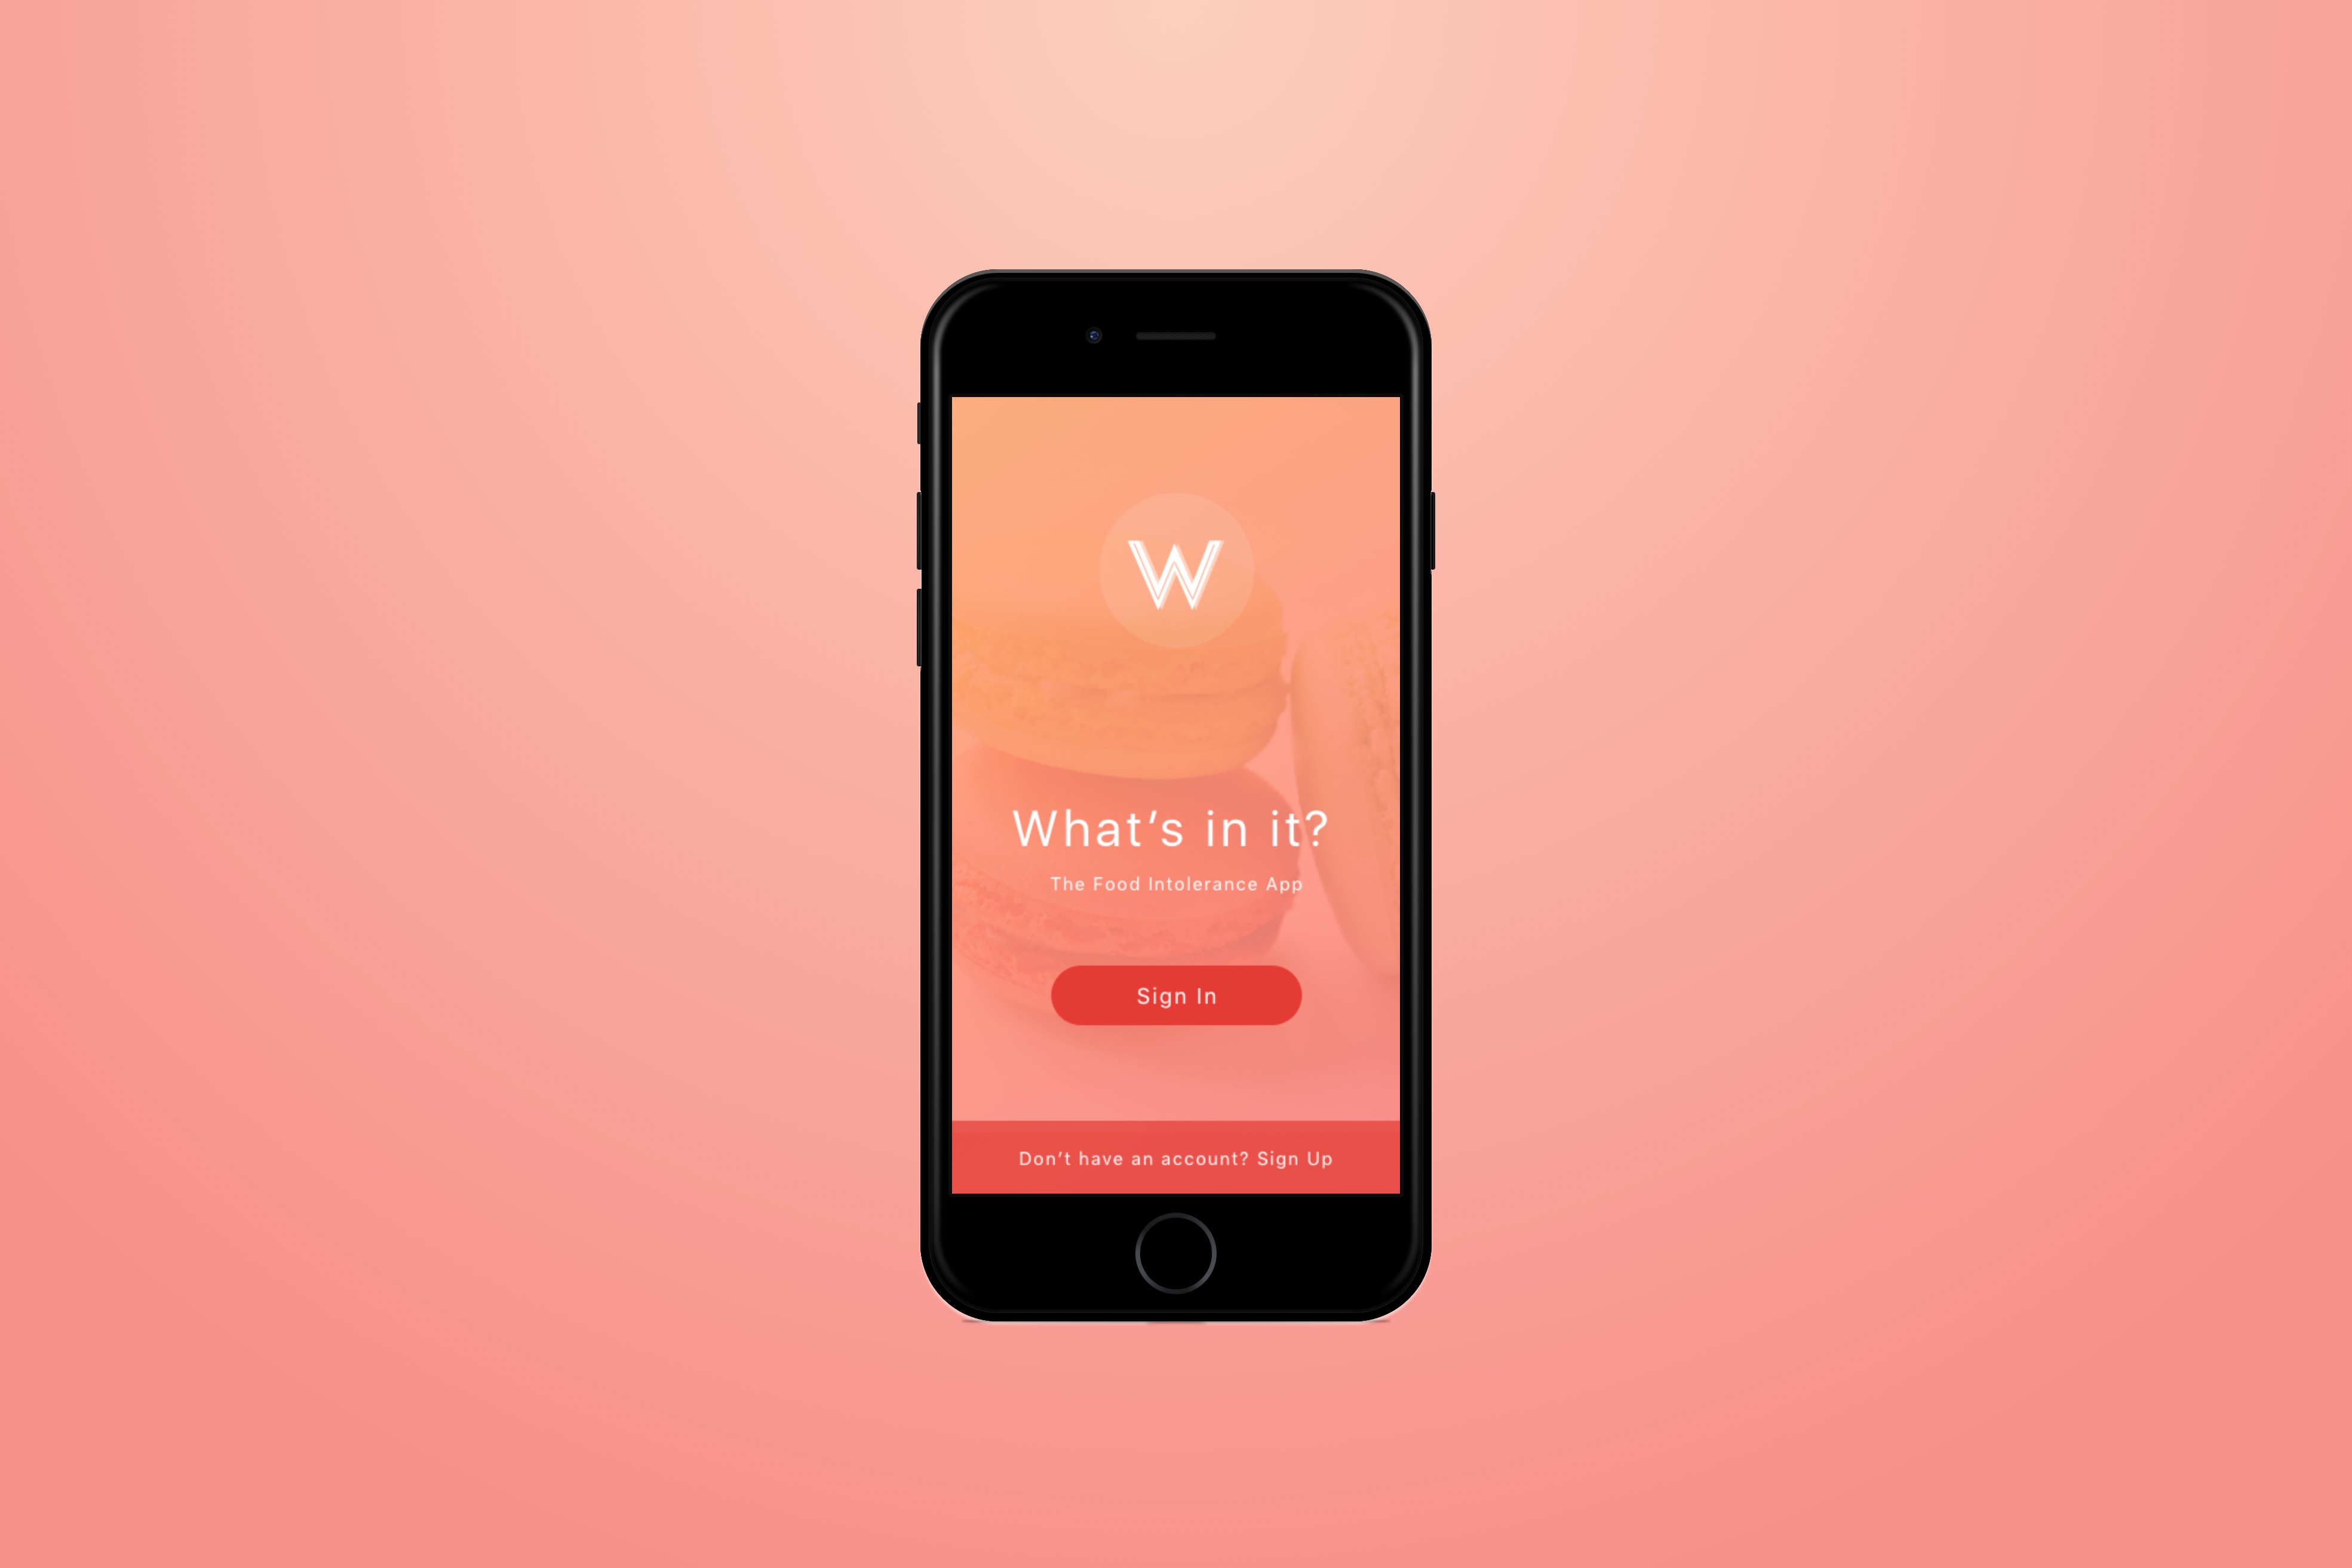 W
What’s in it?
The Food Intolerance App
Sign In
Don’t have an account? Sign Up